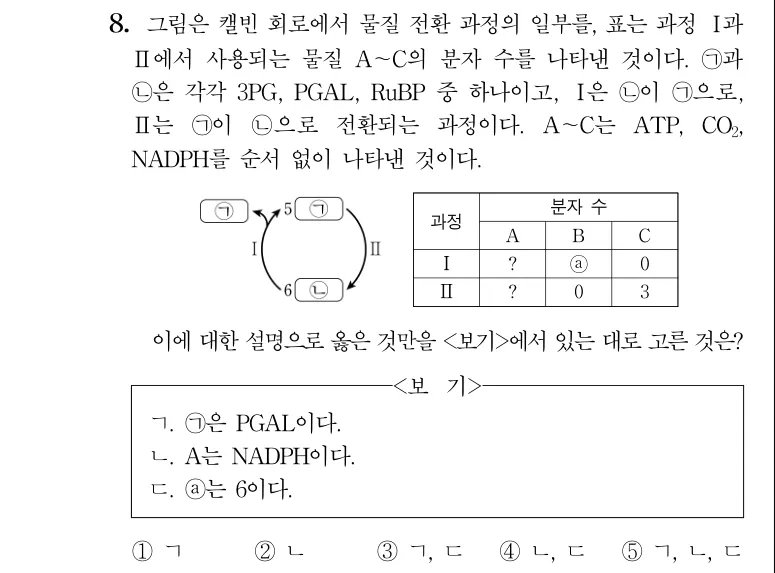 8. 그림은 캘빈 회로에서 물질 전환 과정의 일부를, 표는 과정 Ⅰ과
Ⅱ에서 사용되는 물질 A~C의 분자 수를 나타낸 것이다. ㉠과
㉡은 각각 3PG, PGAL, RuBP 중 하나이고, Ⅰ은 ㉡이 ㉠으로,
Ⅱ는 ㉠이 ㉡으로 전환되는 과정이다. A~C는 ATP, CO₂,
NADPH를 순서 없이 나타낸 것이다.
㉠ 5 ㉠
Ⅰ Ⅱ
6 ㉡
과정 분자 수
A B C
Ⅰ ? ⓐ 0
Ⅱ ? 0 3
이에 대한 설명으로 옳은 것만을 <보기>에서 있는 대로 고른 것은?
<보 기>
ㄱ. ㉠은 PGAL이다.
ㄴ. A는 NADPH이다.
ㄷ. ⓐ는 6이다.
① ㄱ ② ㄴ ③ ㄱ, ㄷ ④ ㄴ, ㄷ ⑤ ㄱ, ㄴ, ㄷ